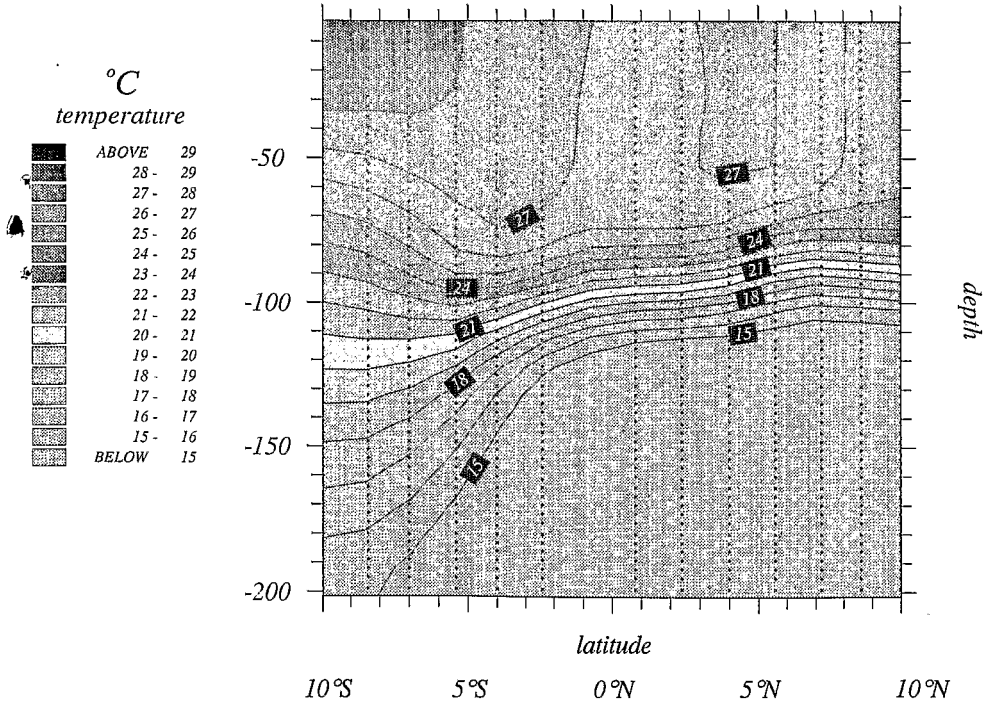 °C
temperature
ABOVE 29
28 - 29
27 - 28
26 - 27
25 - 26
24 - 25
23 - 24
22 - 23
21 - 22
20 - 21
19 - 20
18 - 19
17 - 18
16 - 17
15 - 16
BELOW 15
-50
-100
-150
-200
27
27
24
24
21
21
18
18
15
15
depth
latitude
10°S 5°S 0°N 5°N 10°N